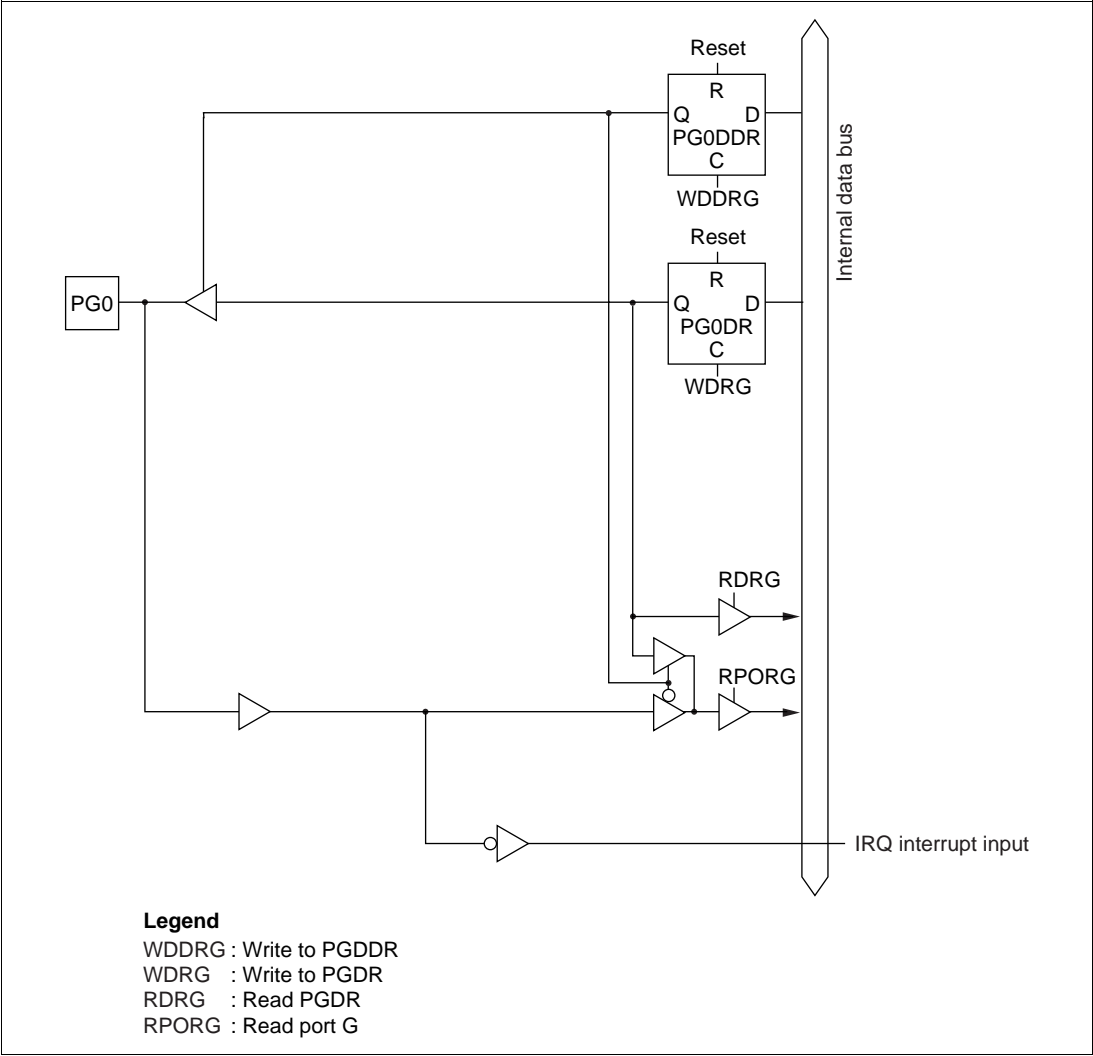 Reset
R
Q D
PG0DDR
C
WDDRG
Internal data bus
Reset
R
PG0
Q D
PG0DR
C
WDRG
RDRG
RPORG
IRQ interrupt input
Legend
WDDRG : Write to PGDDR
WDRG : Write to PGDR
RDRG : Read PGDR
RPORG : Read port G